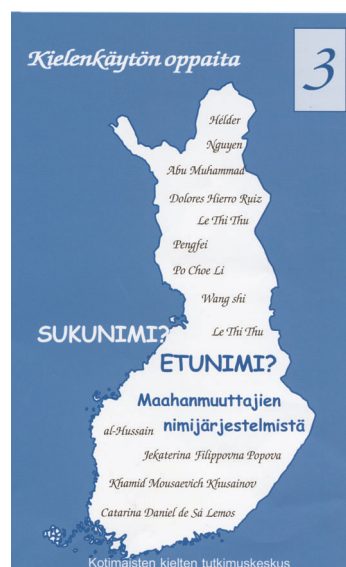 Kielenkäytön oppaita
3
Hélder
Nguyen
Abu Muhammad
Dolores Hierro Ruiz
Le Thi Thu
Pengfei
Po Choe Li
Wang shi
SUKUNIMI?
Le Thi Thu
ETUNIMI?
Maahanmuuttajien
nimijärjestelmistä
al-Hussain
Jekaterina Filippovna Popova
Khamid Mousaevich Khusainov
Catarina Daniel de Sá Lemos
Kotimaisten kielten tutkimuskeskus